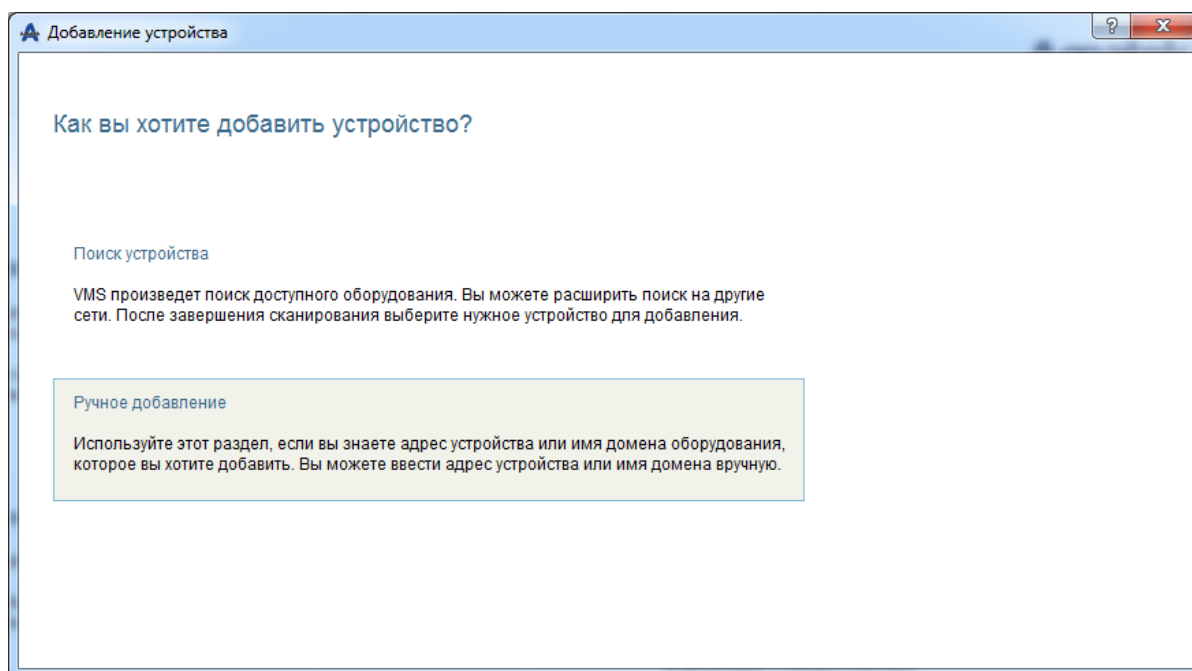 Добавление устройства
?
Как вы хотите добавить устройство?
Поиск устройства
VMS произведет поиск доступного оборудования. Вы можете расширить поиск на другие
сети. После завершения сканирования выберите нужное устройство для добавления.
Ручное добавление
Используйте этот раздел, если вы знаете адрес устройства или имя домена оборудования,
которое вы хотите добавить. Вы можете ввести адрес устройства или имя домена вручную.